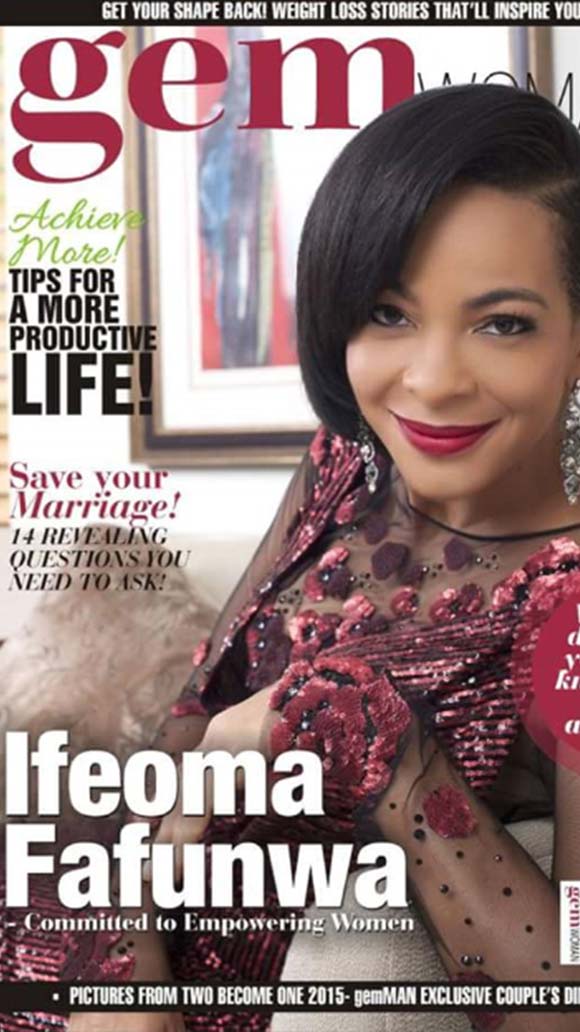 GET YOUR SHAPE BACK! WEIGHT LOSS STORIES THAT'LL INSPIRE YOU
gem
Achieve
More!
TIPS FOR
A MORE
PRODUCTIVE
LIFE!
Save your
Marriage!
14 REVEALING
QUESTIONS YOU
NEED TO ASK!
Ifeoma
Fafunwa
- Committed to Empowering Women
gem WOMAN
• PICTURES FROM TWO BECOME ONE 2015- gemMAN EXCLUSIVE COUPLE'S